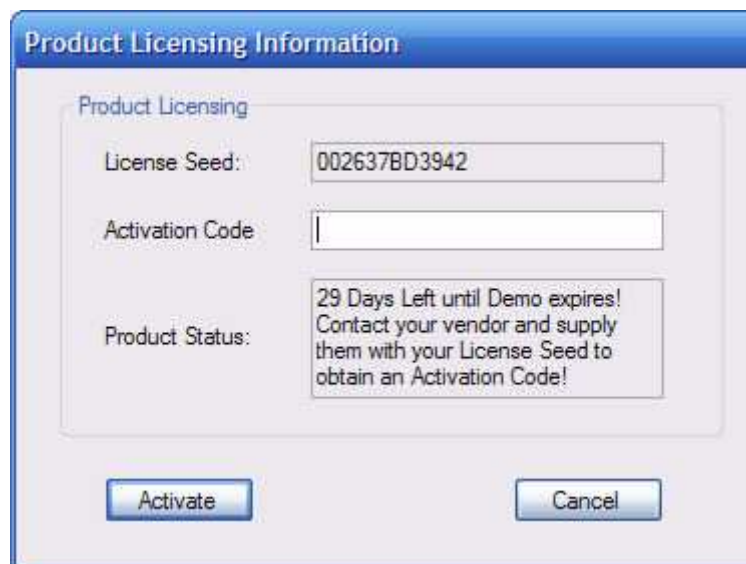 Product Licensing Information
Product Licensing
License Seed: 002637BD3942
Activation Code
Product Status: 29 Days Left until Demo expires!
Contact your vendor and supply
them with your License Seed to
obtain an Activation Code!
Activate Cancel